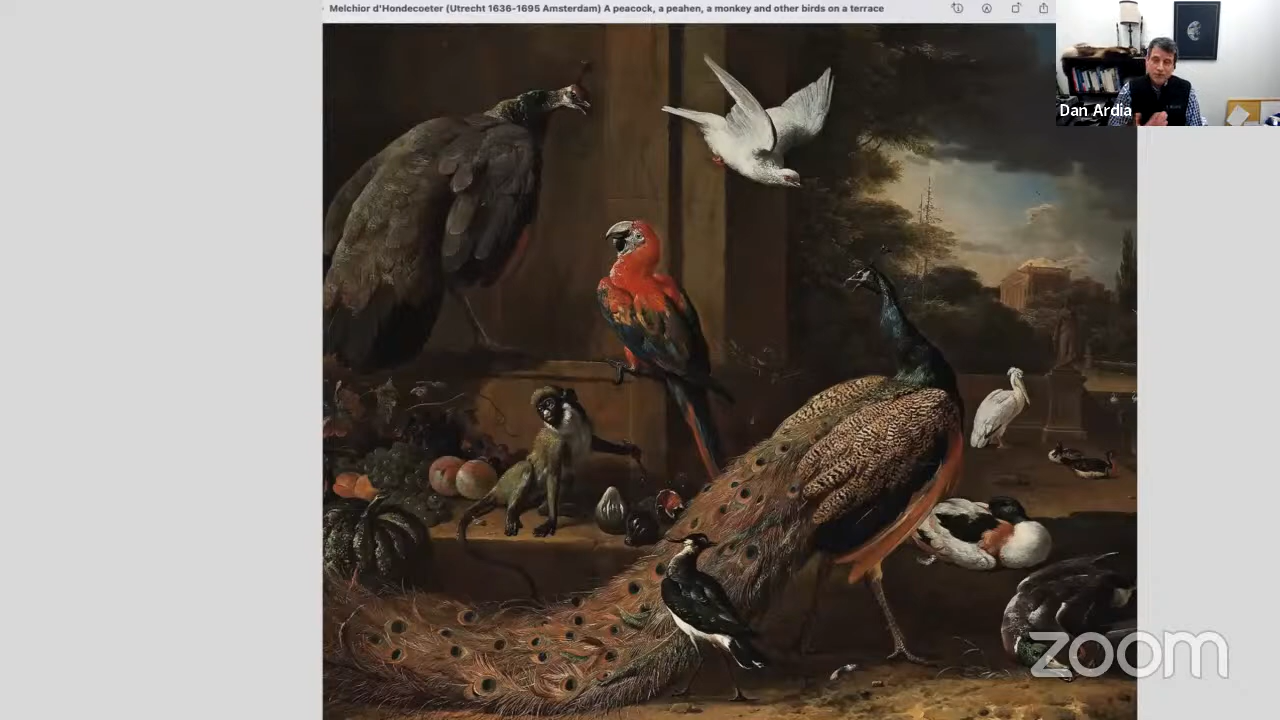 Melchior d'Hondecoeter (Utrecht 1636-1695 Amsterdam) A peacock, a peahen, a monkey and other birds on a terrace
Dan Ardia
zoom